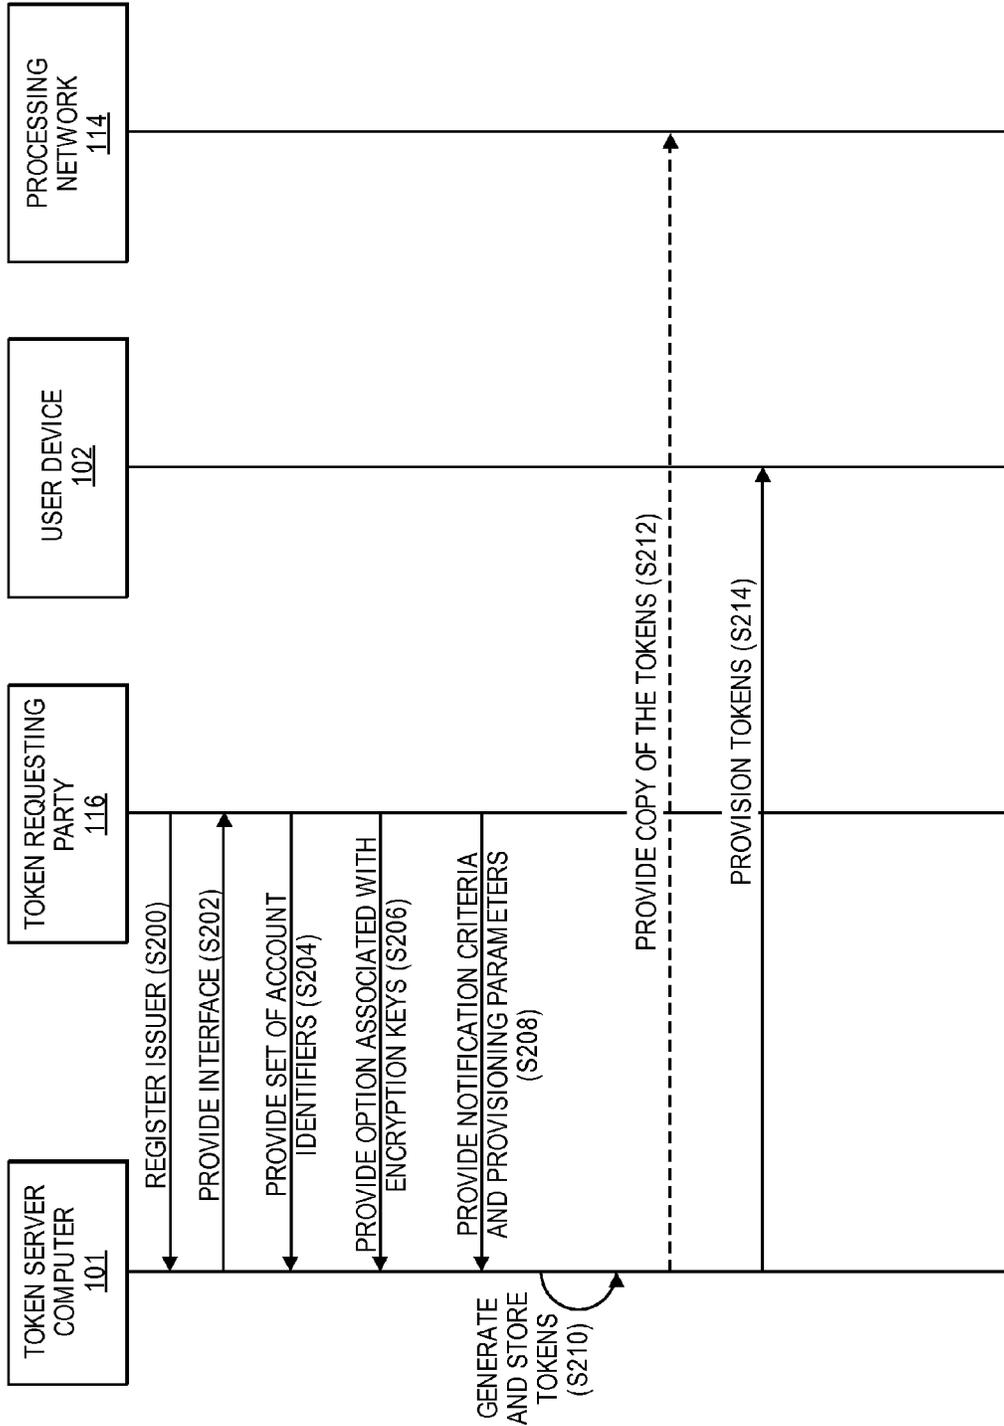 TOKEN SERVER
COMPUTER
101
TOKEN REQUESTING
PARTY
116
USER DEVICE
102
PROCESSING
NETWORK
114
REGISTER ISSUER (S200)
PROVIDE INTERFACE (S202)
PROVIDE SET OF ACCOUNT
IDENTIFIERS (S204)
PROVIDE OPTION ASSOCIATED WITH
ENCRYPTION KEYS (S206)
PROVIDE NOTIFICATION CRITERIA
AND PROVISIONING PARAMETERS
(S208)
GENERATE
AND STORE
TOKENS
(S210)
PROVIDE COPY OF THE TOKENS (S212)
PROVISION TOKENS (S214)